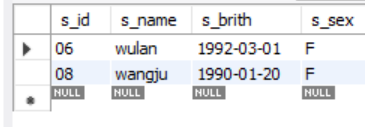 s_id s_name s_brith s_sex
06 wulan 1992-03-01 F
08 wangju 1990-01-20 F
NULL NULL NULL NULL